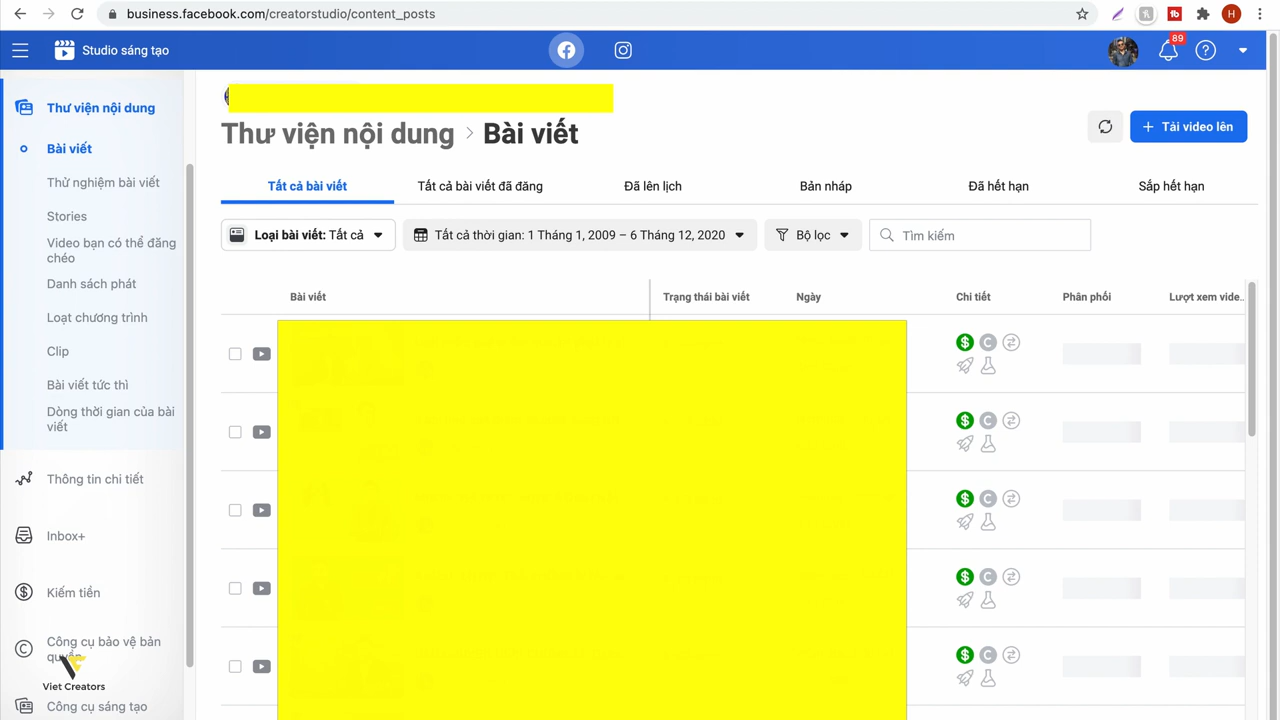 business.facebook.com/creatorstudio/content_posts
H
Studio sáng tạo
89
Thư viện nội dung
Bài viết
Thử nghiệm bài viết
Stories
Video bạn có thể đăng
chéo
Danh sách phát
Loạt chương trình
Clip
Bài viết tức thì
Dòng thời gian của bài
viết
Thông tin chi tiết
Inbox+
Kiếm tiền
Công cụ bảo vệ bản
quyền
Viet Creators
Công cụ sáng tạo
Thư viện nội dung > Bài viết
+ Tải video lên
Tất cả bài viết
Tất cả bài viết đã đăng
Đã lên lịch
Bản nháp
Đã hết hạn
Sắp hết hạn
Loại bài viết: Tất cả
Tất cả thời gian: 1 Tháng 1, 2009 – 6 Tháng 12, 2020
Bộ lọc
Tìm kiếm
Bài viết
Trạng thái bài viết
Ngày
Chi tiết
Phân phối
Lượt xem vide..